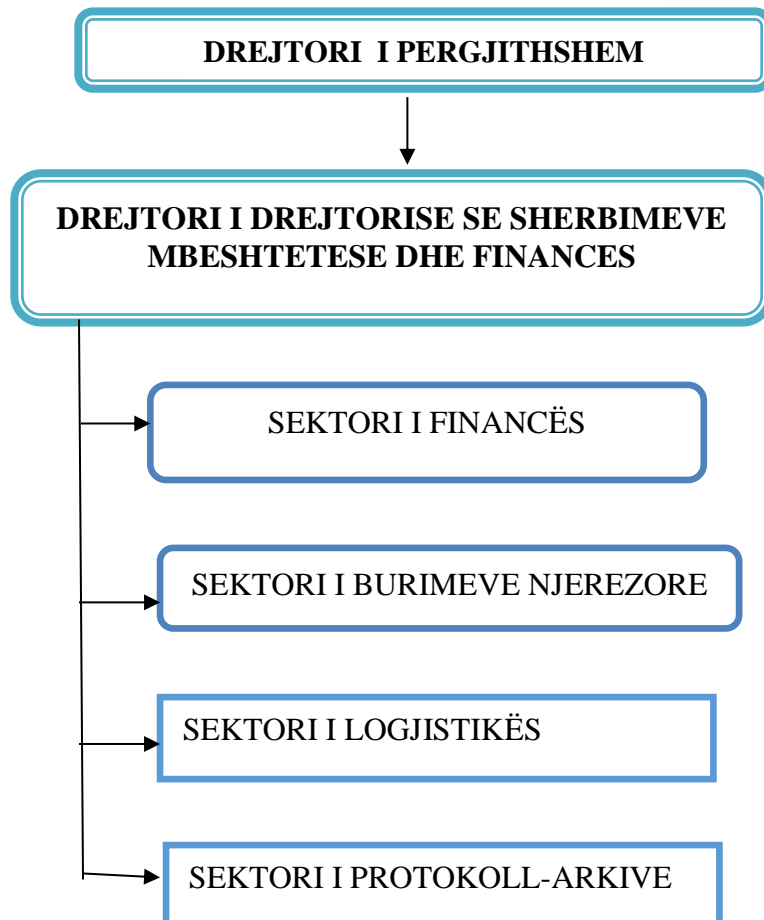 DREJTORI I PERGJITHSHEM
DREJTORI I DREJTORISE SE SHERBIMEVE
MBESHTETESE DHE FINANCES
SEKTORI I FINANCËS
SEKTORI I BURIMEVE NJEREZORE
SEKTORI I LOGJISTIKËS
SEKTORI I PROTOKOLL-ARKIVE